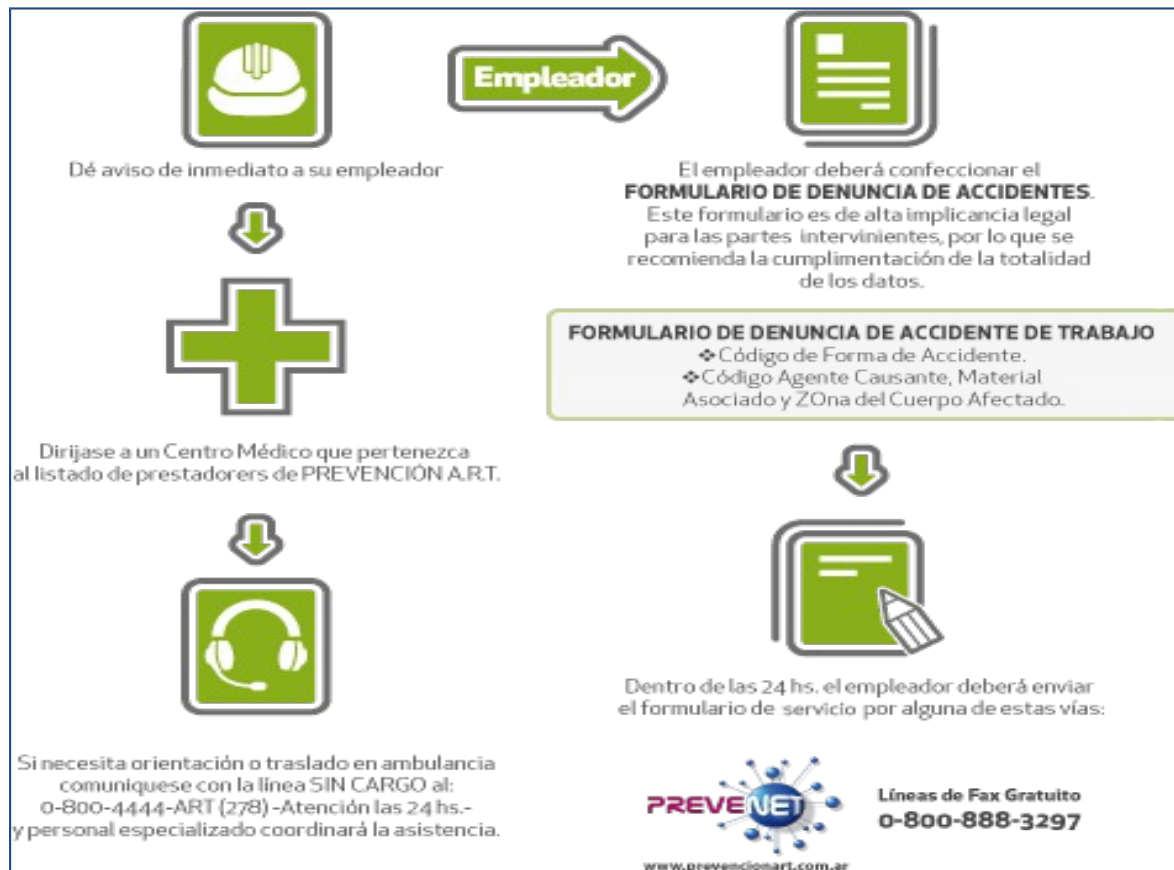 Dé aviso de inmediato a su empleador
Dirijase a un Centro Médico que pertenezca
al listado de prestadorers de PREVENCIÓN A.R.T.
Si necesita orientación o traslado en ambulancia
comuniquese con la línea SIN CARGO al:
0-800-4444-ART (278) -Atención las 24 hs.-
y personal especializado coordinará la asistencia.
Empleador
El empleador deberá confeccionar el
FORMULARIO DE DENUNCIA DE ACCIDENTES.
Este formulario es de alta implicancia legal
para las partes intervinientes, por lo que se
recomienda la cumplimentación de la totalidad
de los datos.
FORMULARIO DE DENUNCIA DE ACCIDENTE DE TRABAJO
❖Código de Forma de Accidente.
❖Código Agente Causante, Material
Asociado y ZOna del Cuerpo Afectado.
Dentro de las 24 hs. el empleador deberá enviar
el formulario de servicio por alguna de estas vías:
PREVENET
www.prevencionart.com.ar
Líneas de Fax Gratuito
0-800-888-3297